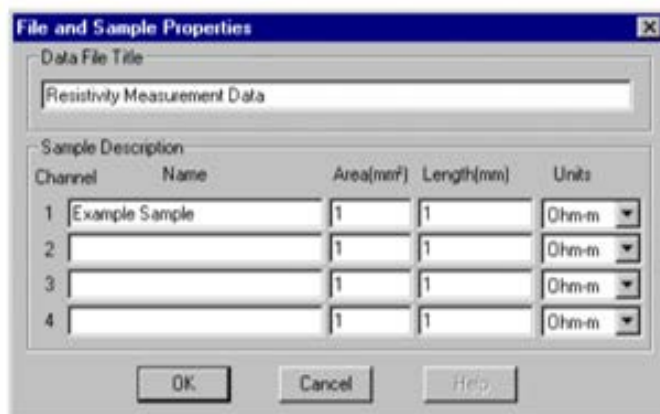 File and Sample Properties
Data File Title
Resistivity Measurement Data
Sample Description
Channel Name Area(mm²) Length(mm) Units
1 Example Sample 1 1 Ohm-m
2 1 1 Ohm-m
3 1 1 Ohm-m
4 1 1 Ohm-m
OK Cancel Help